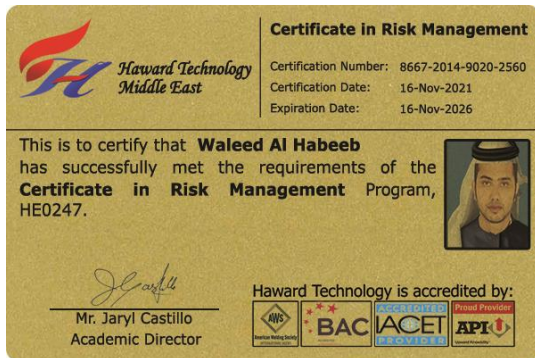 Certificate in Risk Management
Haward Technology
Middle East
Certification Number: 8667-2014-9020-2560
Certification Date: 16-Nov-2021
Expiration Date: 16-Nov-2026
This is to certify that Waleed Al Habeeb
has successfully met the requirements of the
Certificate in Risk Management Program,
HE0247.
Mr. Jaryl Castillo
Academic Director
Haward Technology is accredited by:
AWS
American Welding Society
BAC
ACCREDITED
IACET
PROVIDER
Proud Provider
API